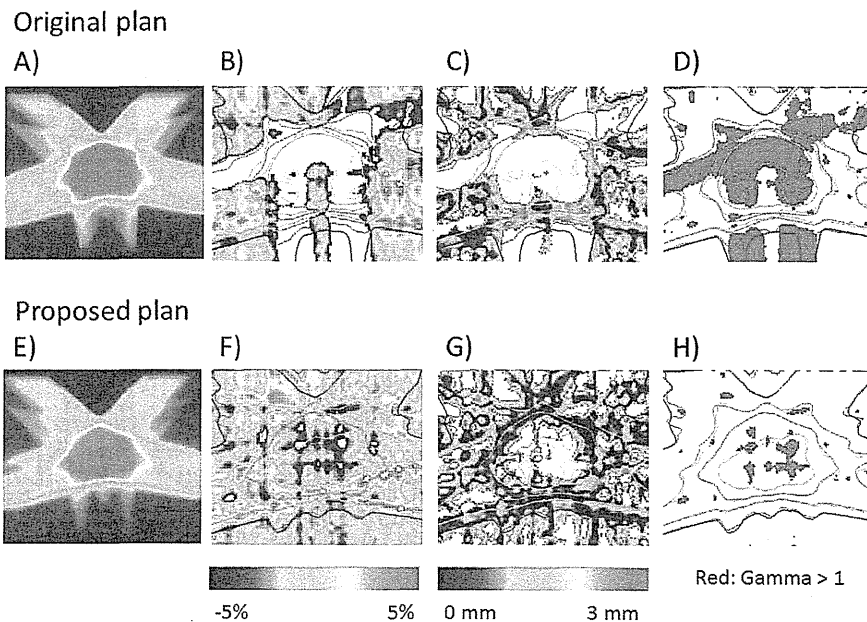 Original plan
A) B) C) D)
Proposed plan
E) F) G) H)
Red: Gamma > 1
-5% 5% 0 mm 3 mm